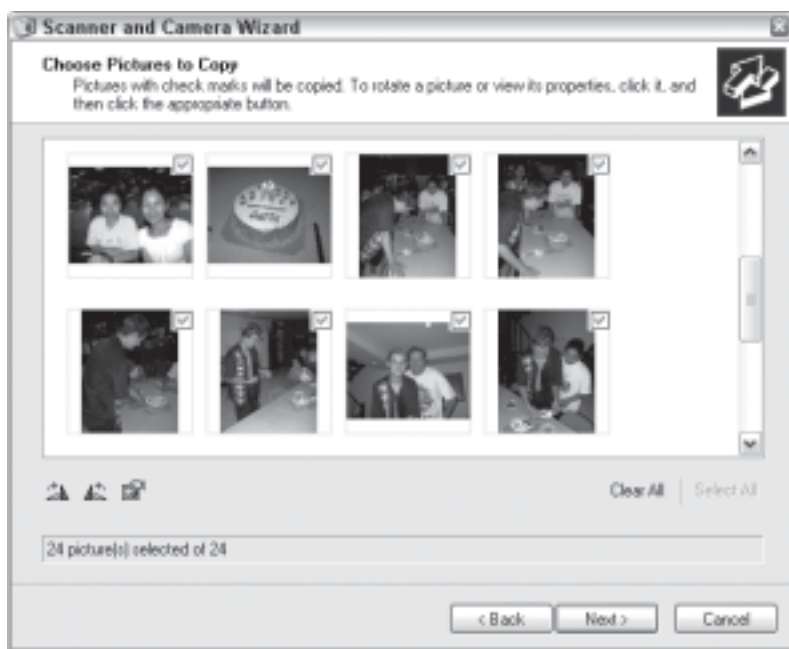 Scanner and Camera Wizard
Choose Pictures to Copy
Pictures with check marks will be copied. To rotate a picture or view its properties, click it, and
then click the appropriate button.
Clear All
Select All
24 picture(s) selected of 24
< Back
Next >
Cancel